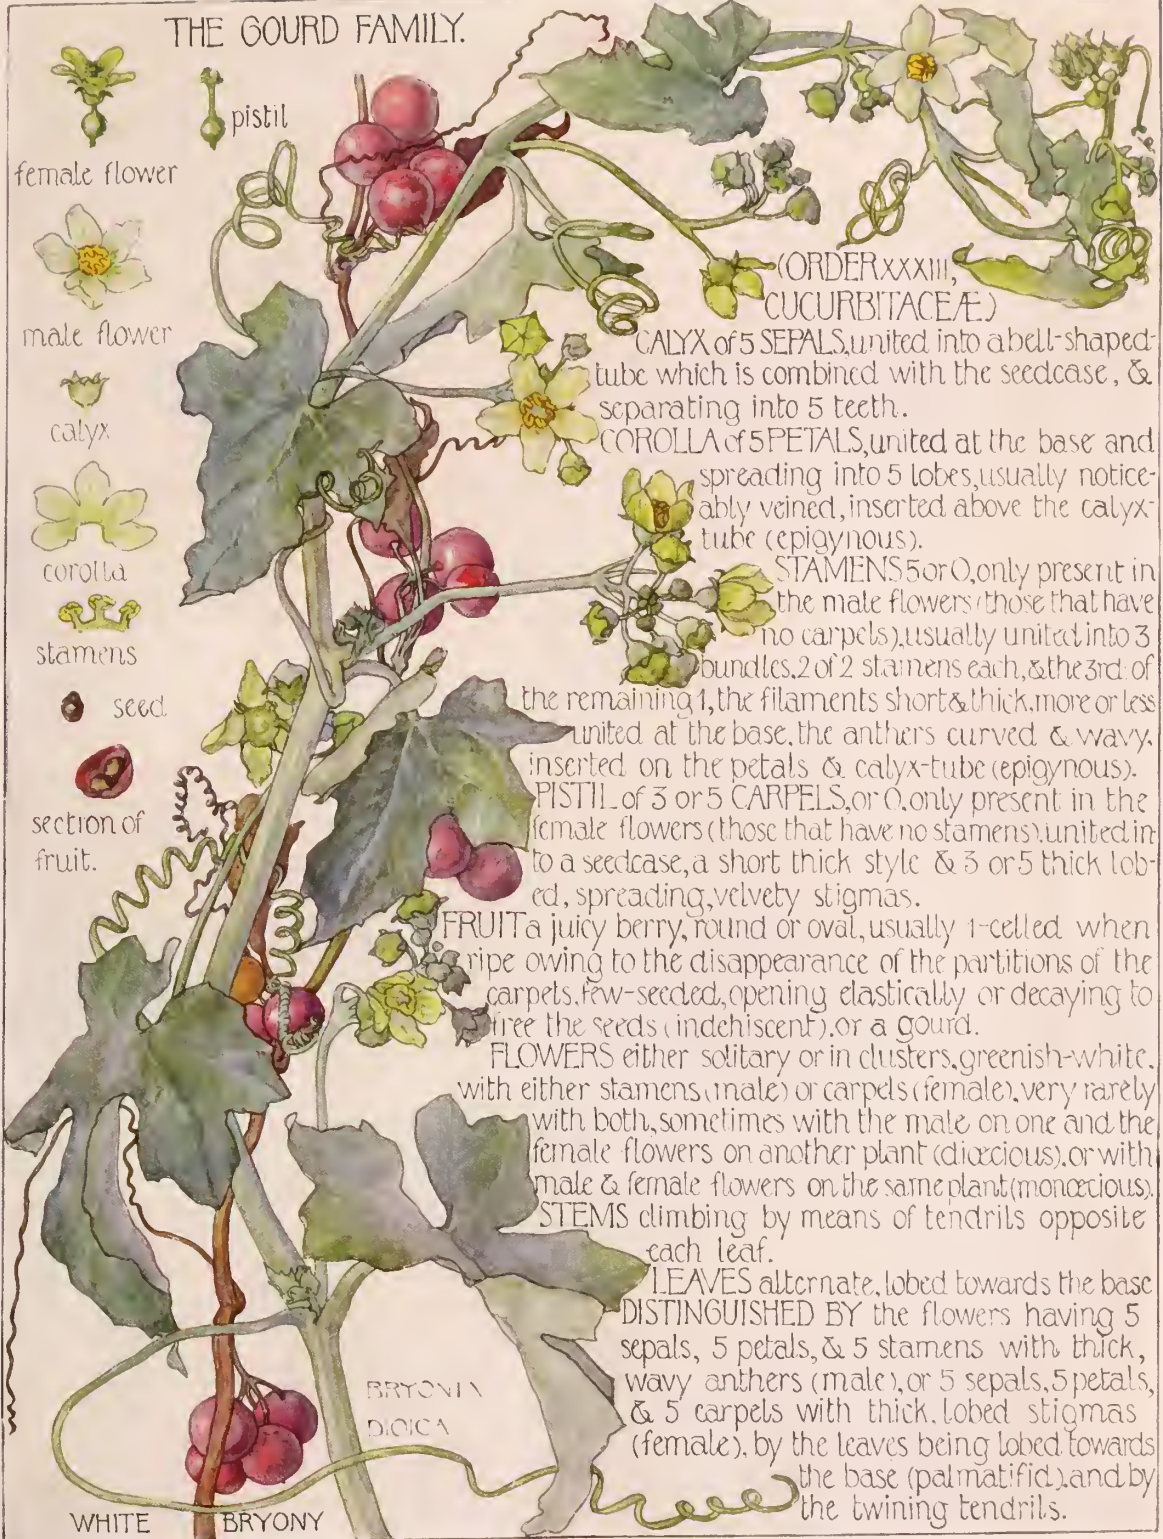 THE GOURD FAMILY.
pistil
female flower
male flower
calyx
corolla
stamens
seed
section of
fruit.
(ORDER XXXIII,
CUCURBITACEÆ.)
CALYX of 5 SEPALS, united into a bell-shaped-
tube which is combined with the seedcase, &
separating into 5 teeth.
COROLLA of 5 PETALS, united at the base and
spreading into 5 lobes, usually notice-
ably veined, inserted above the calyx-
tube (epigynous).
STAMENS 5 or 0, only present in
the male flowers (those that have
no carpels), usually united into 3
bundles, 2 of 2 stamens each, & the 3rd. of
the remaining 1, the filaments short & thick, more or less
united at the base, the anthers curved & wavy,
inserted on the petals & calyx-tube (epigynous).
PISTIL of 3 or 5 CARPELS, or 0, only present in the
female flowers (those that have no stamens), united in-
to a seedcase, a short thick style & 3 or 5 thick lob-
ed, spreading, velvety stigmas.
FRUIT a juicy berry, round or oval, usually 1-celled when
ripe owing to the disappearance of the partitions of the
carpels, few-seeded, opening elastically or decaying to
free the seeds (indehiscent), or a gourd.
FLOWERS either solitary or in clusters, greenish-white,
with either stamens (male) or carpels (female), very rarely
with both, sometimes with the male on one and the
female flowers on another plant (diœcious), or with
male & female flowers on the same plant (monœcious).
STEMS climbing by means of tendrils opposite
each leaf.
LEAVES alternate, lobed towards the base
DISTINGUISHED BY the flowers having 5
sepals, 5 petals, & 5 stamens with thick,
wavy anthers (male), or 5 sepals, 5 petals,
& 5 carpels with thick, lobed stigmas
(female), by the leaves being lobed towards
the base (palmatifid), and by
the twining tendrils.
BRYONIA
DIOICA
WHITE BRYONY